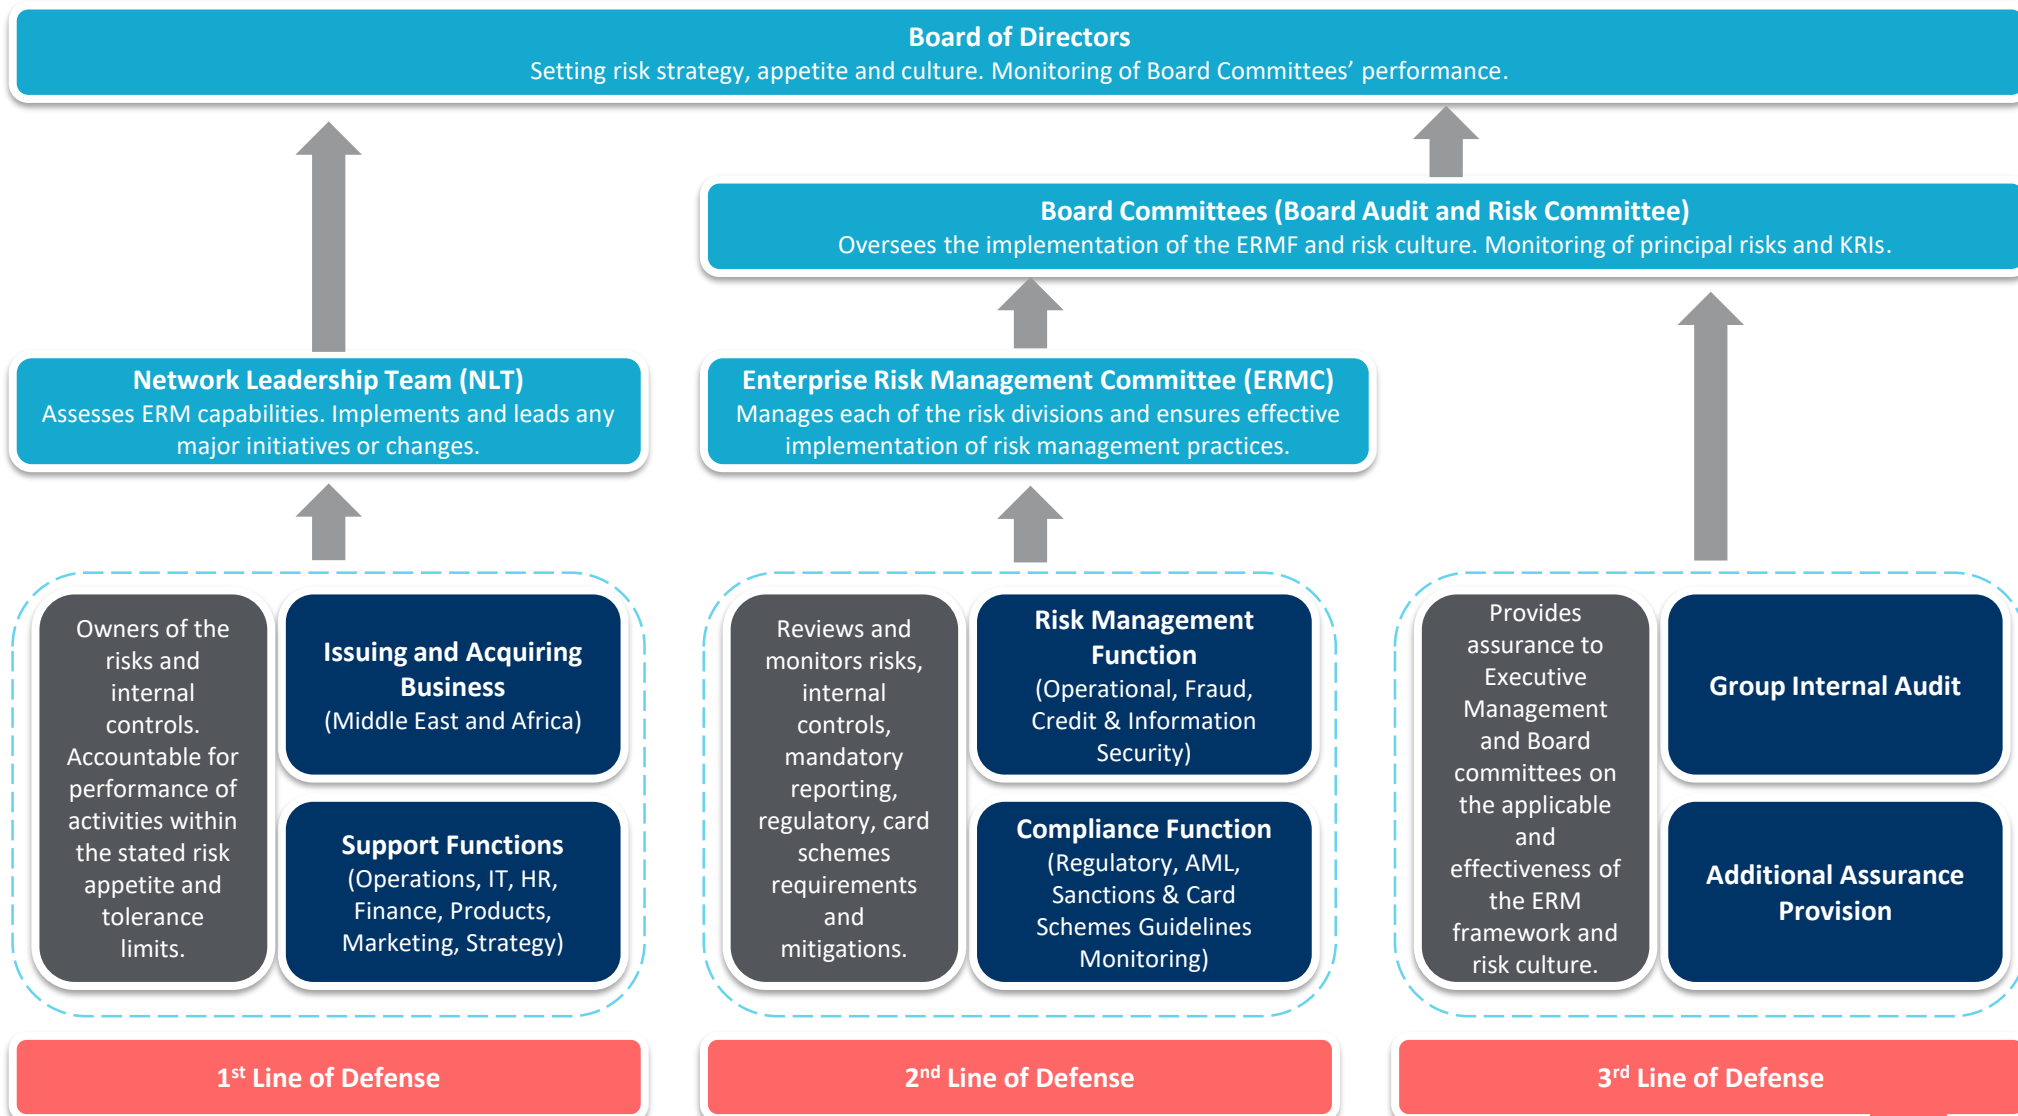 Board of Directors
Setting risk strategy, appetite and culture. Monitoring of Board Committees’ performance.
Board Committees (Board Audit and Risk Committee)
Oversees the implementation of the ERMF and risk culture. Monitoring of principal risks and KRIs.
Network Leadership Team (NLT)
Assesses ERM capabilities. Implements and leads any
major initiatives or changes.
Enterprise Risk Management Committee (ERMC)
Manages each of the risk divisions and ensures effective
implementation of risk management practices.
Owners of the
risks and
internal
controls.
Accountable for
performance of
activities within
the stated risk
appetite and
tolerance
limits.
Issuing and Acquiring
Business
(Middle East and Africa)
Support Functions
(Operations, IT, HR,
Finance, Products,
Marketing, Strategy)
Reviews and
monitors risks,
internal
controls,
mandatory
reporting,
regulatory, card
schemes
requirements
and
mitigations.
Risk Management
Function
(Operational, Fraud,
Credit & Information
Security)
Compliance Function
(Regulatory, AML,
Sanctions & Card
Schemes Guidelines
Monitoring)
Provides
assurance to
Executive
Management
and Board
committees on
the applicable
and
effectiveness of
the ERM
framework and
risk culture.
Group Internal Audit
Additional Assurance
Provision
1st Line of Defense
2nd Line of Defense
3rd Line of Defense